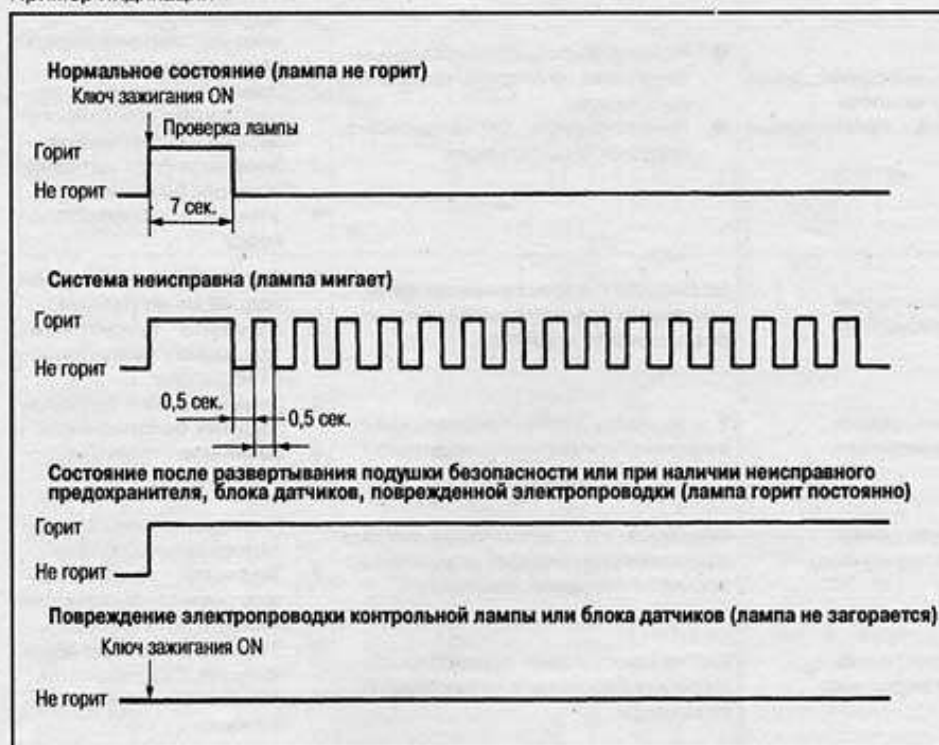 Нормальное состояние (лампа не горит)
Ключ зажигания ON
Проверка лампы
Горит
Не горит
7 сек.
Система неисправна (лампа мигает)
Горит
Не горит
0,5 сек.
0,5 сек.
Состояние после развертывания подушки безопасности или при наличии неисправного
предохранителя, блока датчиков, поврежденной электропроводки (лампа горит постоянно)
Горит
Не горит
Повреждение электропроводки контрольной лампы или блока датчиков (лампа не загорается)
Ключ зажигания ON
Не горит